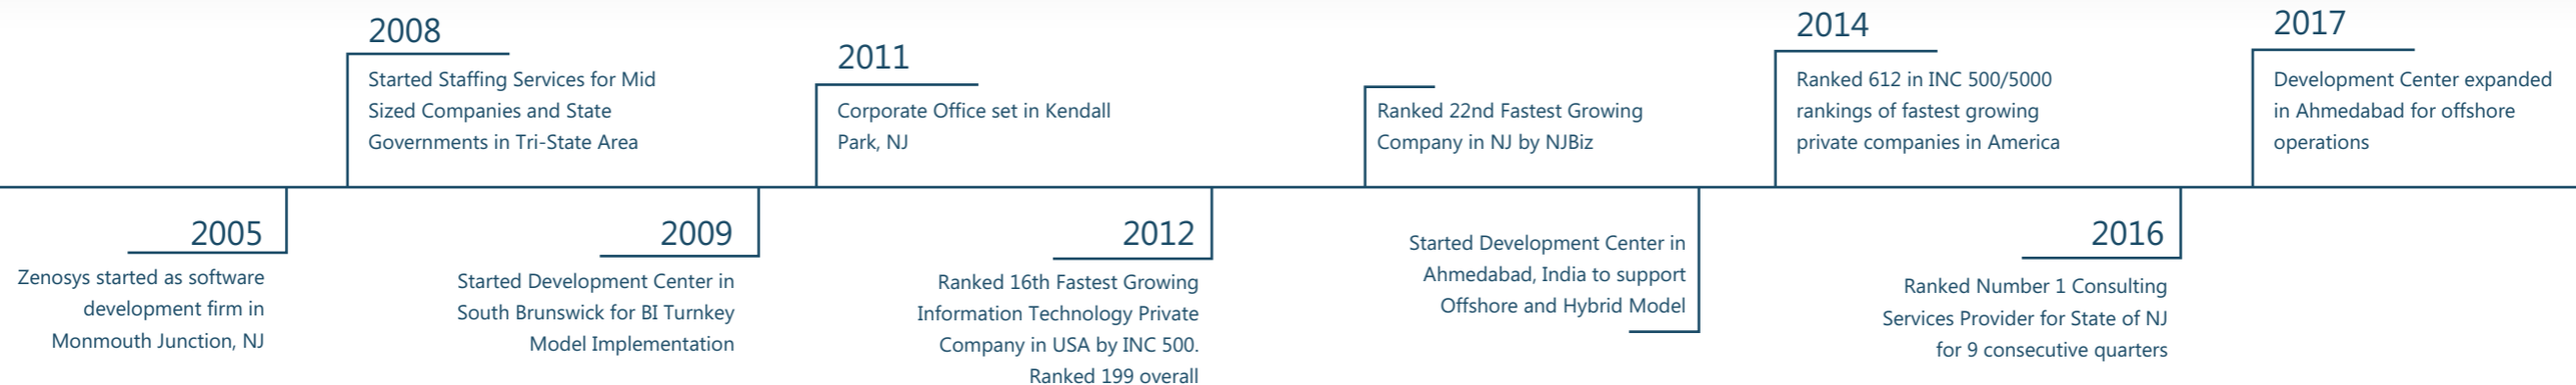 2005
Zenosys started as software
development firm in
Monmouth Junction, NJ
2008
Started Staffing Services for Mid
Sized Companies and State
Governments in Tri-State Area
2009
Started Development Center in
South Brunswick for BI Turnkey
Model Implementation
2011
Corporate Office set in Kendall
Park, NJ
2012
Ranked 16th Fastest Growing
Information Technology Private
Company in USA by INC 500.
Ranked 199 overall
Ranked 22nd Fastest Growing
Company in NJ by NJBiz
Started Development Center in
Ahmedabad, India to support
Offshore and Hybrid Model
2014
Ranked 612 in INC 500/5000
rankings of fastest growing
private companies in America
2016
Ranked Number 1 Consulting
Services Provider for State of NJ
for 9 consecutive quarters
2017
Development Center expanded
in Ahmedabad for offshore
operations